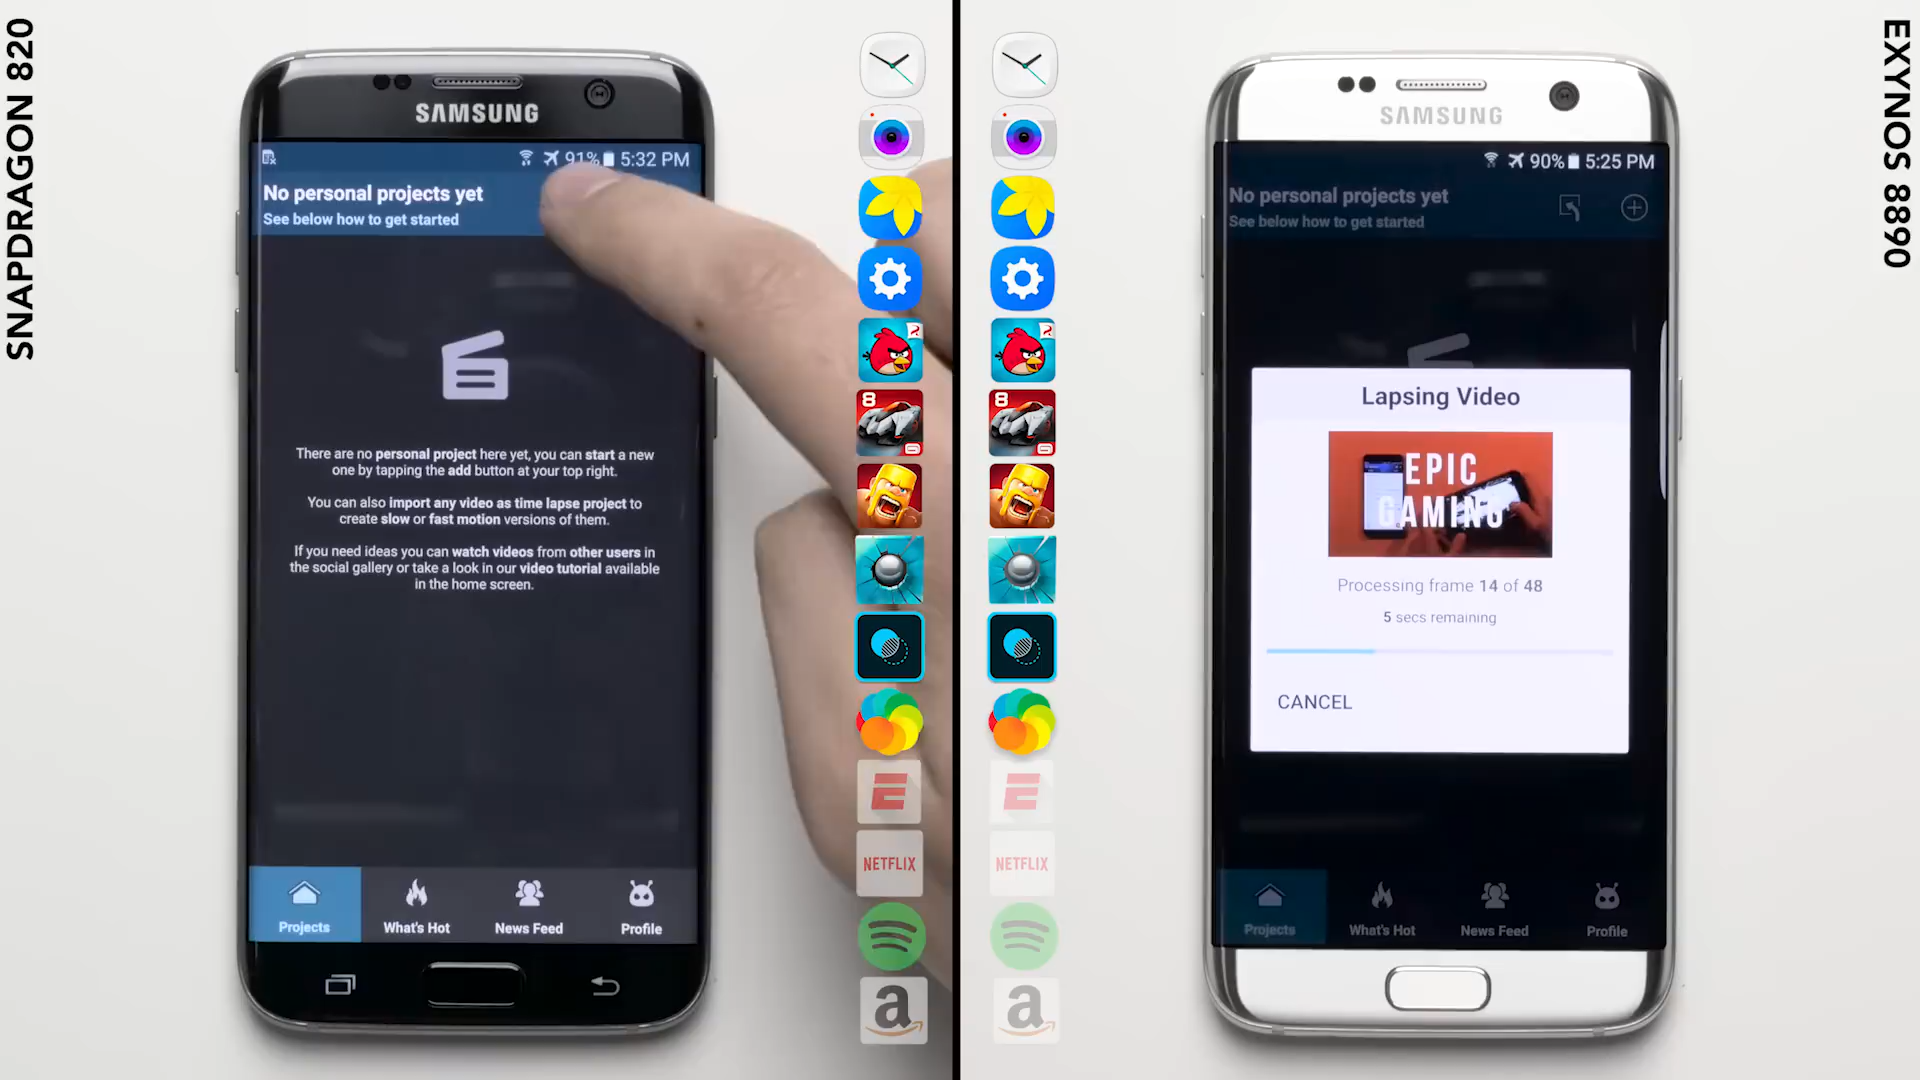 SNAPDRAGON 820
SAMSUNG
91% 5:32 PM
No personal projects yet
See below how to get started
There are no personal project here yet, you can start a new
one by tapping the add button at your top right.
You can also import any video as time lapse project to
create slow or fast motion versions of them.
If you need ideas you can watch videos from other users in
the social gallery or take a look in our video tutorial available
in the home screen.
Projects
What's Hot
News Feed
Profile
8
E
NETFLIX
a
8
E
NETFLIX
a
SAMSUNG
90% 5:25 PM
No personal projects yet
See below how to get started
Lapsing Video
EPIC
GAMING
Processing frame 14 of 48
5 secs remaining
CANCEL
Projects
What's Hot
News Feed
Profile
EXYNOS 8890